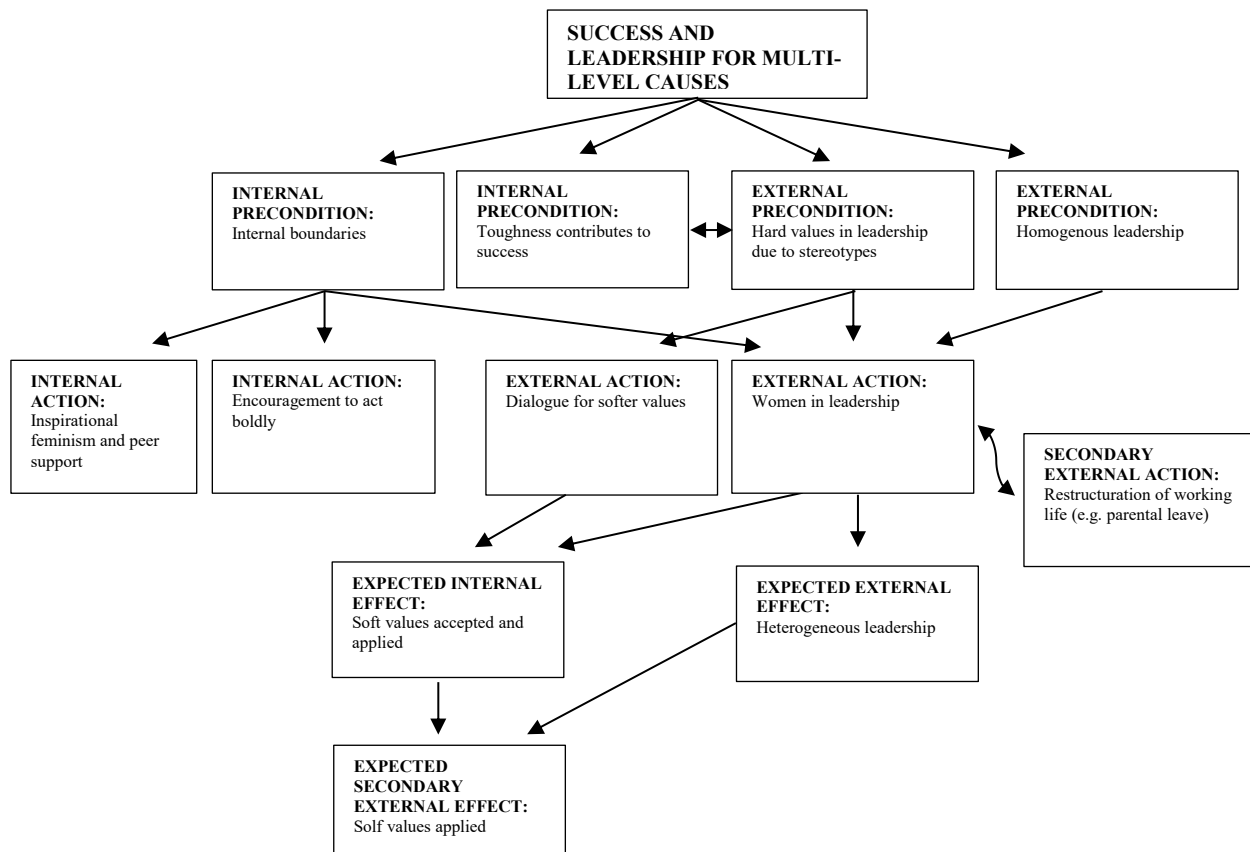 SUCCESS AND
LEADERSHIP FOR MULTI-
LEVEL CAUSES
INTERNAL
PRECONDITION:
Internal boundaries
INTERNAL
PRECONDITION:
Toughness contributes to
success
EXTERNAL
PRECONDITION:
Hard values in leadership
due to stereotypes
EXTERNAL
PRECONDITION:
Homogenous leadership
INTERNAL
ACTION:
Inspirational
feminism and peer
support
INTERNAL ACTION:
Encouragement to act
boldly
EXTERNAL ACTION:
Dialogue for softer values
EXTERNAL ACTION:
Women in leadership
SECONDARY
EXTERNAL ACTION:
Restructuration of working
life (e.g. parental leave)
EXPECTED INTERNAL
EFFECT:
Soft values accepted and
applied
EXPECTED EXTERNAL
EFFECT:
Heterogeneous leadership
EXPECTED
SECONDARY
EXTERNAL EFFECT:
Solf values applied